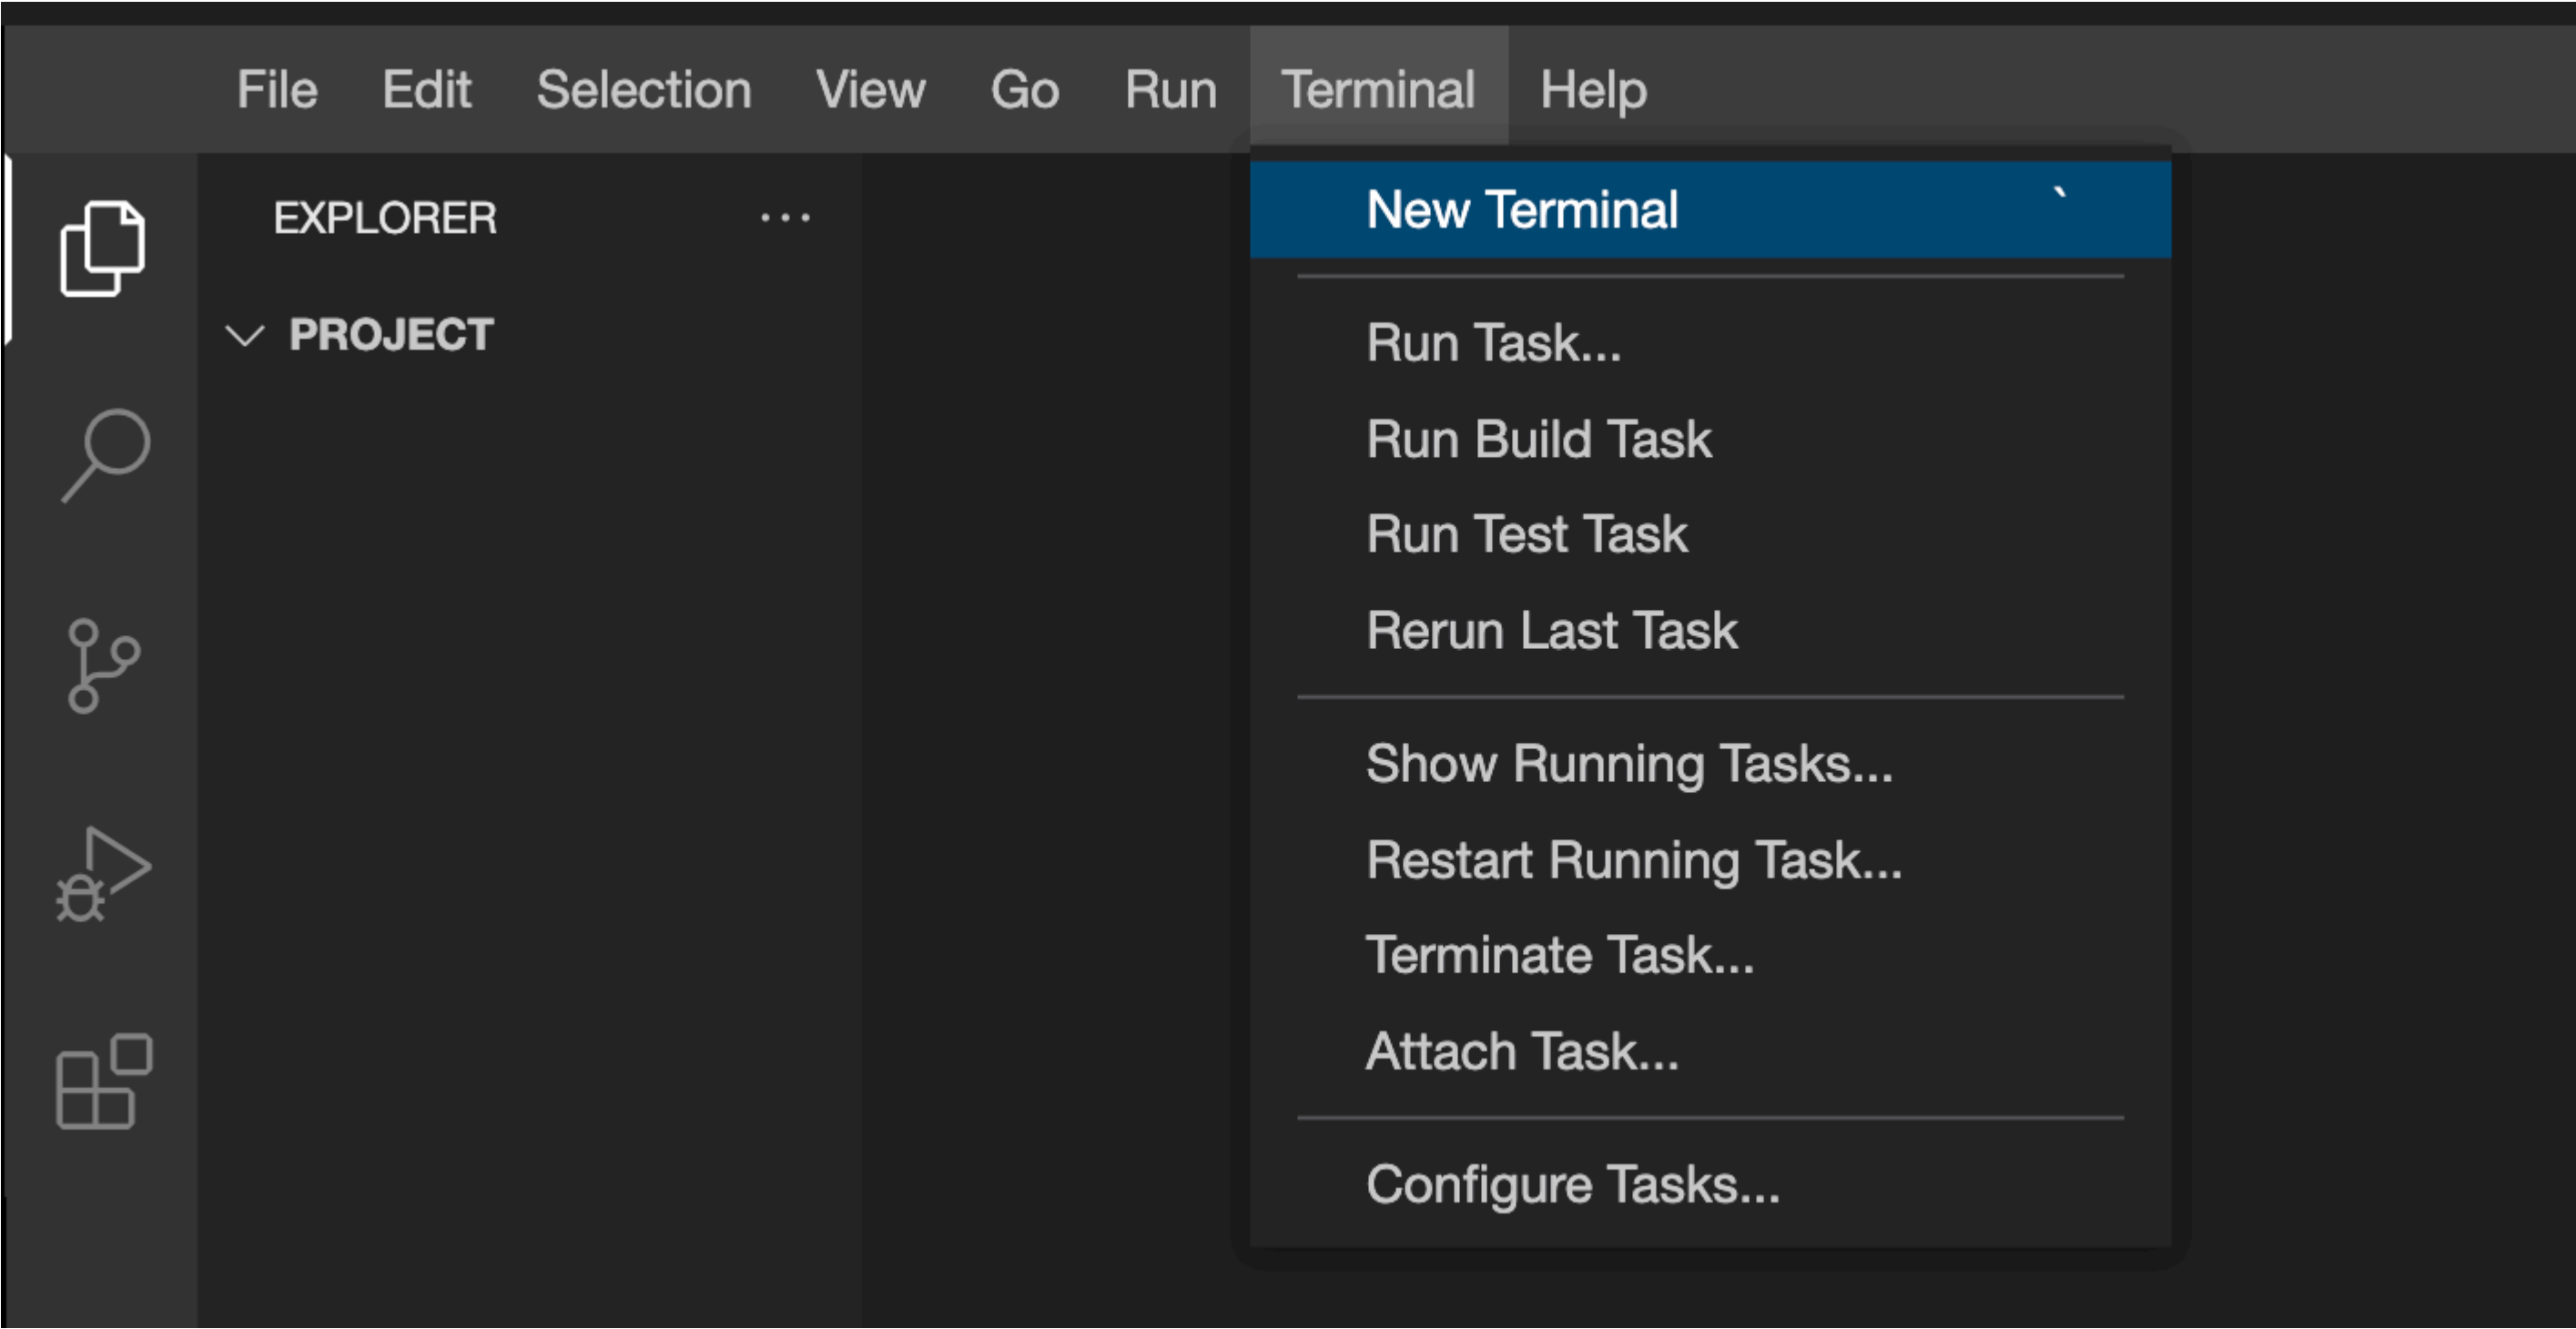 File Edit Selection View Go Run Terminal Help
EXPLORER ...
PROJECT
New Terminal `
Run Task...
Run Build Task
Run Test Task
Rerun Last Task
Show Running Tasks...
Restart Running Task...
Terminate Task...
Attach Task...
Configure Tasks...